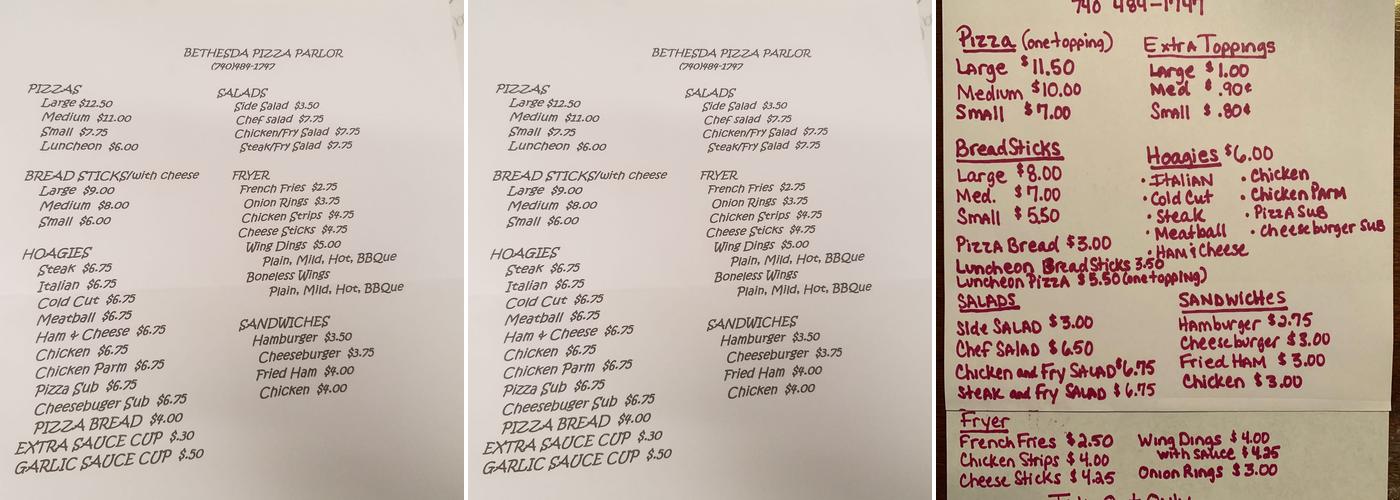 BETHESDA PIZZA PARLOR
(740)484-1747
PIZZAS
Large $12.50
Medium $11.00
Small $7.75
Luncheon $6.00
BREAD STICKS/with cheese
Large $9.00
Medium $8.00
Small $6.00
HOAGIES
Steak $6.75
Italian $6.75
Cold Cut $6.75
Meatball $6.75
Ham & Cheese $6.75
Chicken $6.75
Chicken Parm $6.75
Pizza Sub $6.75
Cheesebuger Sub $6.75
PIZZA BREAD $4.00
EXTRA SAUCE CUP $.30
GARLIC SAUCE CUP $.50
SALADS
Side Salad $3.50
Chef salad $7.75
Chicken/Fry Salad $7.75
Steak/Fry Salad $7.75
FRYER
French Fries $2.75
Onion Rings $3.75
Chicken Strips $4.75
Cheese Sticks $4.75
Wing Dings $5.00
Plain, Mild, Hot, BBQue
Boneless Wings
Plain, Mild, Hot, BBQue
SANDWICHES
Hamburger $3.50
Cheeseburger $3.75
Fried Ham $4.00
Chicken $4.00
BETHESDA PIZZA PARLOR
(740)484-1747
PIZZAS
Large $12.50
Medium $11.00
Small $7.75
Luncheon $6.00
BREAD STICKS/with cheese
Large $9.00
Medium $8.00
Small $6.00
HOAGIES
Steak $6.75
Italian $6.75
Cold Cut $6.75
Meatball $6.75
Ham & Cheese $6.75
Chicken $6.75
Chicken Parm $6.75
Pizza Sub $6.75
Cheesebuger Sub $6.75
PIZZA BREAD $4.00
EXTRA SAUCE CUP $.30
GARLIC SAUCE CUP $.50
SALADS
Side Salad $3.50
Chef salad $7.75
Chicken/Fry Salad $7.75
Steak/Fry Salad $7.75
FRYER
French Fries $2.75
Onion Rings $3.75
Chicken Strips $4.75
Cheese Sticks $4.75
Wing Dings $5.00
Plain, Mild, Hot, BBQue
Boneless Wings
Plain, Mild, Hot, BBQue
SANDWICHES
Hamburger $3.50
Cheeseburger $3.75
Fried Ham $4.00
Chicken $4.00
740 484-1747
Pizza (one topping)
Large $11.50
Medium $10.00
Small $7.00
Extra Toppings
Large $1.00
Med $.90¢
Small $.80¢
BreadSticks
Large $8.00
Med. $7.00
Small $5.50
Pizza Bread $3.00
Luncheon BreadSticks 3.50
Luncheon Pizza $5.50 (one topping)
Hoagies $6.00
• Italian
• Cold Cut
• Steak
• Meatball
• Ham & Cheese
• Chicken
• Chicken Parm
• Pizza Sub
• Cheeseburger Sub
SALADS
Side SALAD $3.00
Chef SALAD $6.50
Chicken and Fry SALAD $6.75
Steak and Fry SALAD $6.75
SANDWICHES
Hamburger $2.75
Cheeseburger $3.00
Fried Ham $3.00
Chicken $3.00
Fryer
French Fries $2.50
Chicken Strips $4.00
Cheese Sticks $4.25
Wing Dings $4.00
with sauce $4.25
Onion Rings $3.00
Take Out Only